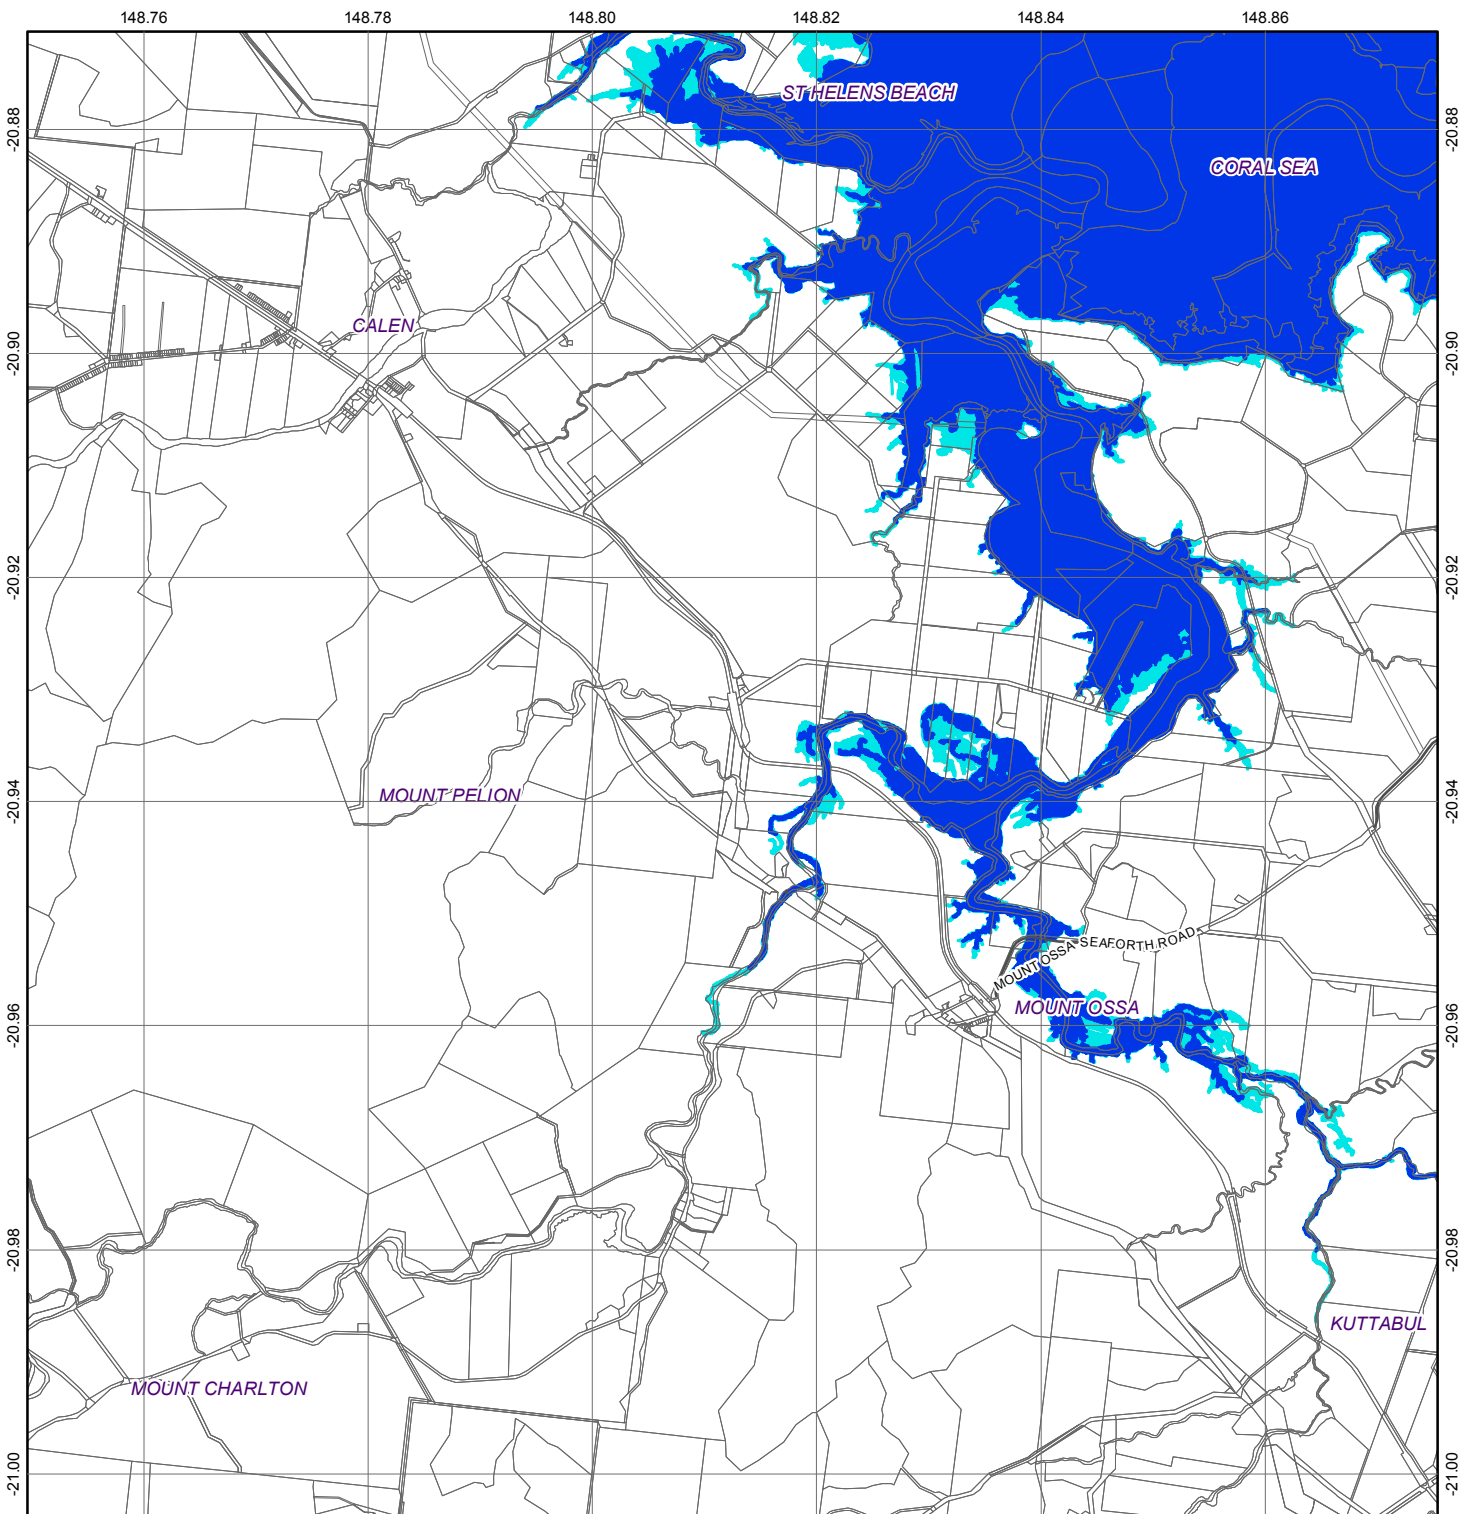 148.76 148.78 148.80 148.82 148.84 148.86
ST HELENS BEACH
-20.88 -20.88
CORAL SEA
CALEN
-20.90 -20.90
-20.92 -20.92
MOUNT PELION
-20.94 -20.94
MOUNT OSSA SEAFORTH ROAD
MOUNT OSSA
-20.96 -20.96
-20.98 -20.98
KUTTABUL
MOUNT CHARLTON
-21.00 -21.00